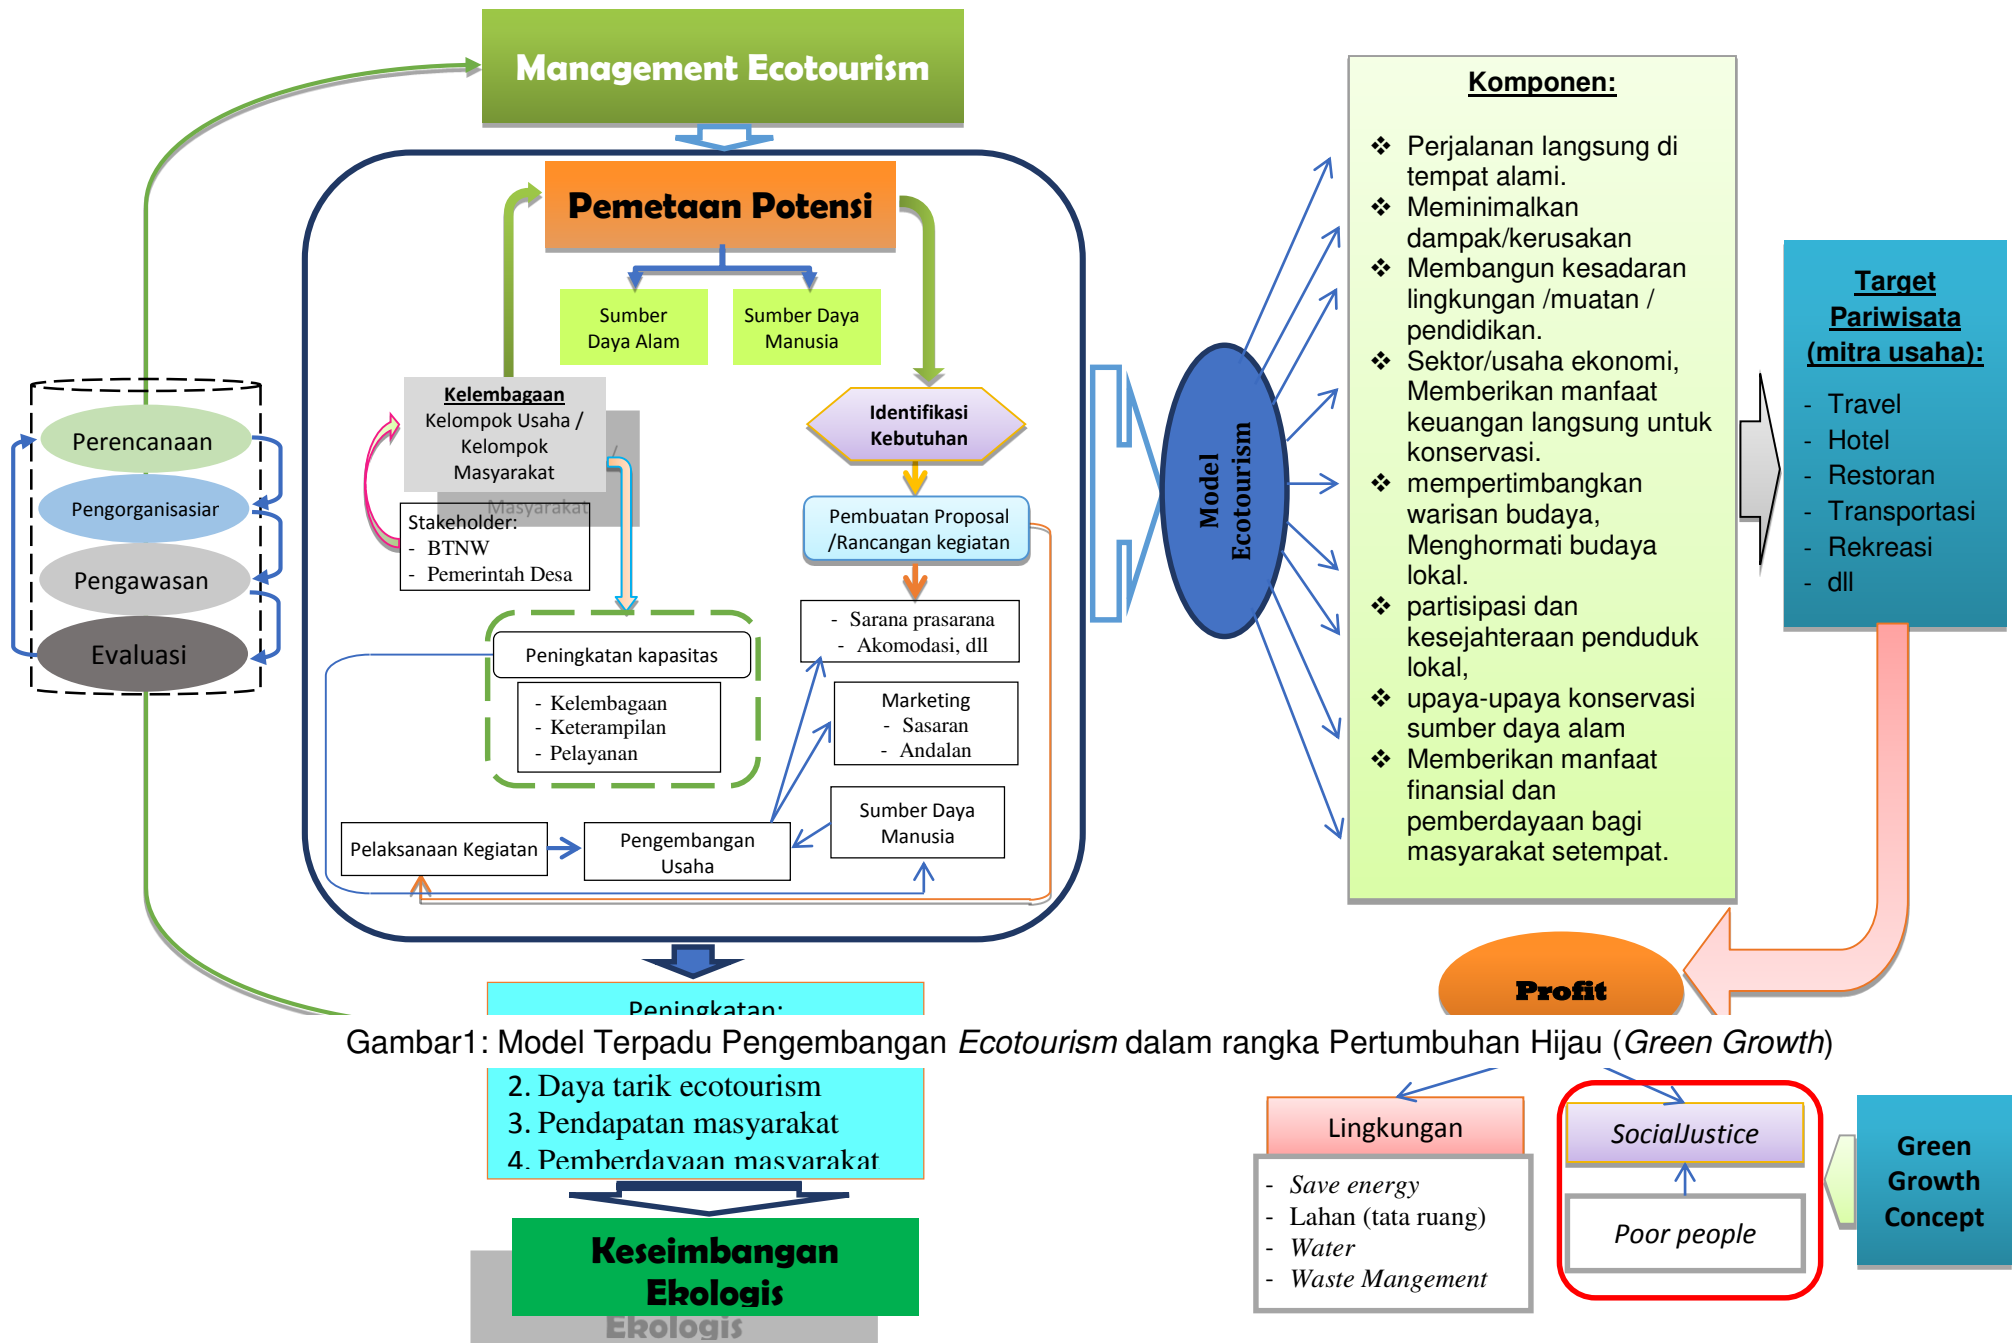 Management Ecotourism
Pemetaan Potensi
Sumber
Daya Alam
Sumber Daya
Manusia
Kelembagaan
Kelompok Usaha /
Kelompok
Masyarakat
/
Masyarakat
Stakeholder:
- BTNW
- Pemerintah Desa
Identifikasi
Kebutuhan
Pembuatan Proposal
/Rancangan kegiatan
- Sarana prasarana
- Akomodasi, dll
Peningkatan kapasitas
- Kelembagaan
- Keterampilan
- Pelayanan
Marketing
- Sasaran
- Andalan
Sumber Daya
Manusia
Pelaksanaan Kegiatan
Pengembangan
Usaha
Perencanaan
Pengorganisasiar
Pengawasan
Evaluasi
Model
Ecotourism
Komponen:
❖ Perjalanan langsung di
tempat alami.
❖ Meminimalkan
dampak/kerusakan
❖ Membangun kesadaran
lingkungan /muatan /
pendidikan.
❖ Sektor/usaha ekonomi,
Memberikan manfaat
keuangan langsung untuk
konservasi.
❖ mempertimbangkan
warisan budaya,
Menghormati budaya
lokal.
❖ partisipasi dan
kesejahteraan penduduk
lokal,
❖ upaya-upaya konservasi
sumber daya alam
❖ Memberikan manfaat
finansial dan
pemberdayaan bagi
masyarakat setempat.
Target
Pariwisata
(mitra usaha):
- Travel
- Hotel
- Restoran
- Transportasi
- Rekreasi
- dll
Profit
Peningkatan:
Gambar1: Model Terpadu Pengembangan Ecotourism dalam rangka Pertumbuhan Hijau (Green Growth)
2. Daya tarik ecotourism
3. Pendapatan masyarakat
4. Pemberdayaan masyarakat
Keseimbangan
Ekologis
Ekologis
Lingkungan
- Save energy
- Lahan (tata ruang)
- Water
- Waste Mangement
SocialJustice
Poor people
Green
Growth
Concept